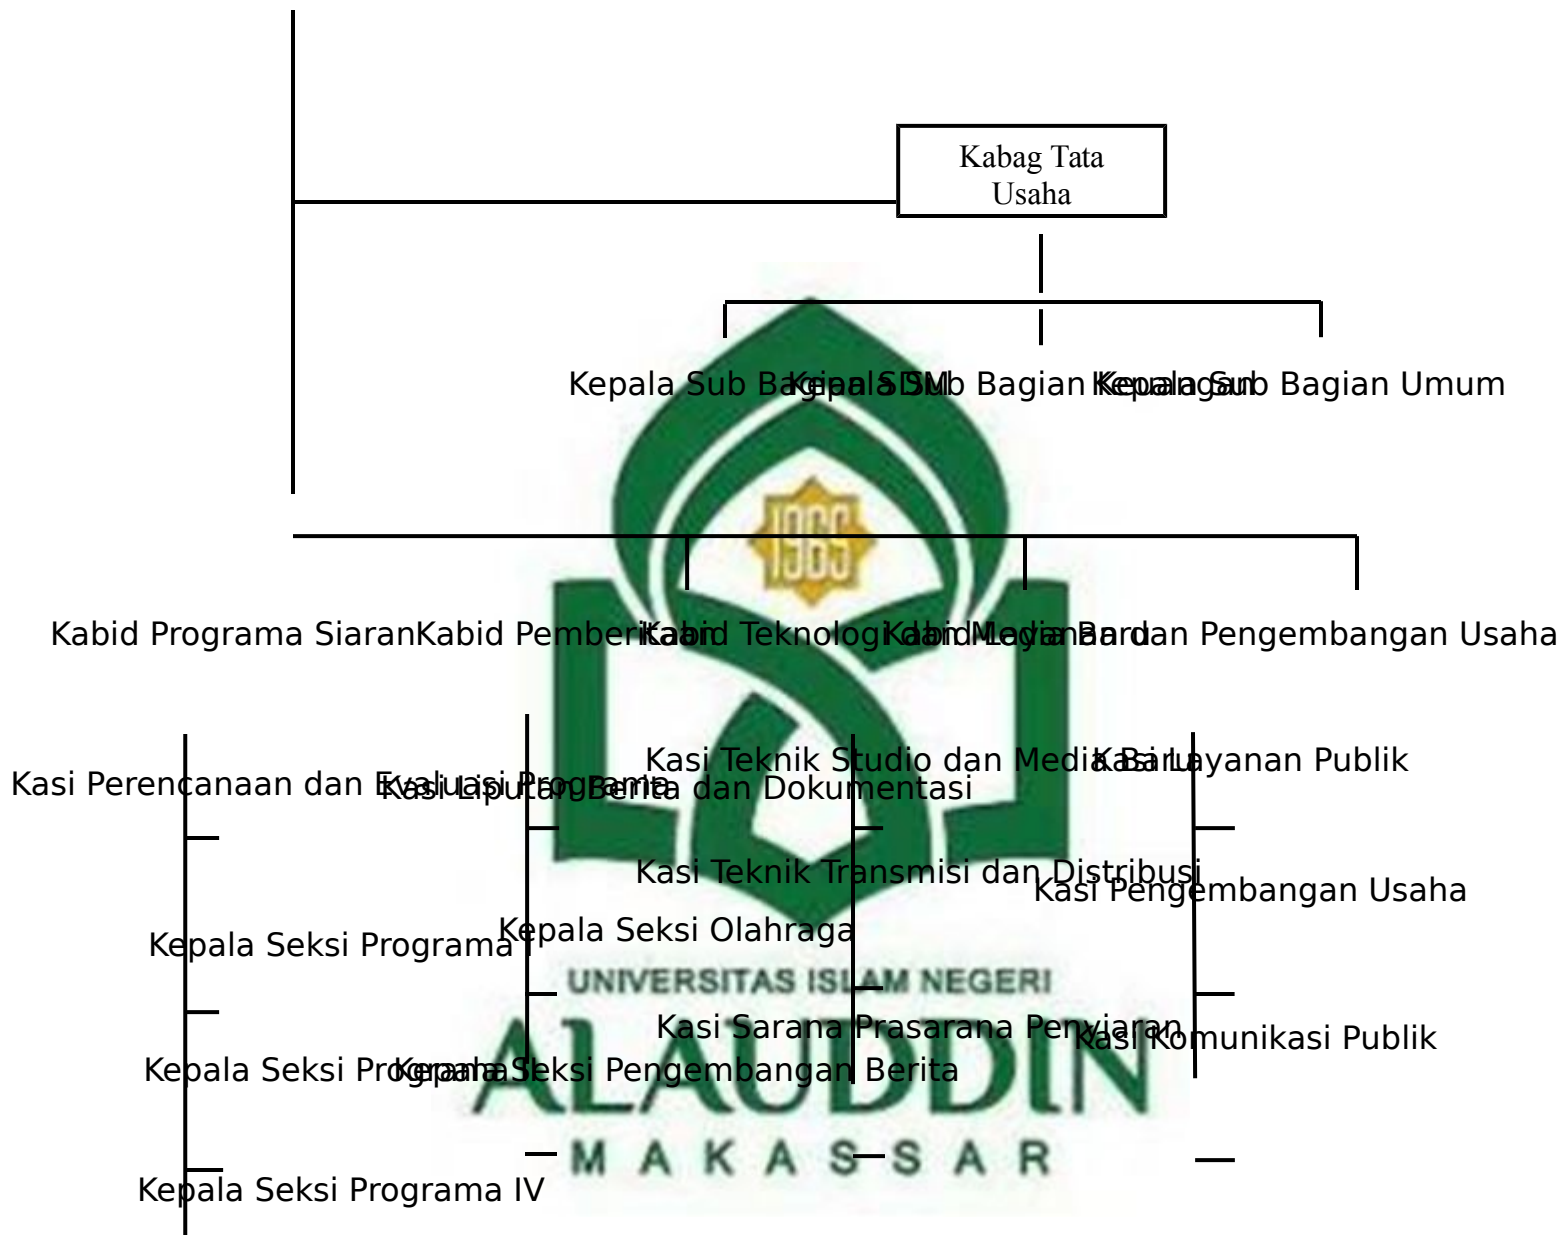 Kabag Tata
Usaha
Kepala Sub Bagian SDM
Kepala Sub Bagian Keuangan
Kepala Sub Bagian Umum
1965
Kabid Programa Siaran
Kabid Pemberitaan
Kabid Teknologi dan Media Baru
Kabid Layanan dan Pengembangan Usaha
Kasi Perencanaan dan Evaluasi Programa
Kasi Liputan Berita dan Dokumentasi
Kasi Teknik Studio dan Media Baru
Kasi Layanan Publik
Kasi Teknik Transmisi dan Distribusi
Kasi Pengembangan Usaha
Kepala Seksi Programa I
Kepala Seksi Olahraga
UNIVERSITAS ISLAM NEGERI
ALAUDDIN
MAKASSAR
Kasi Sarana Prasarana Penyiaran
Kasi Komunikasi Publik
Kepala Seksi Programa II
Kepala Seksi Pengembangan Berita
Kepala Seksi Programa IV